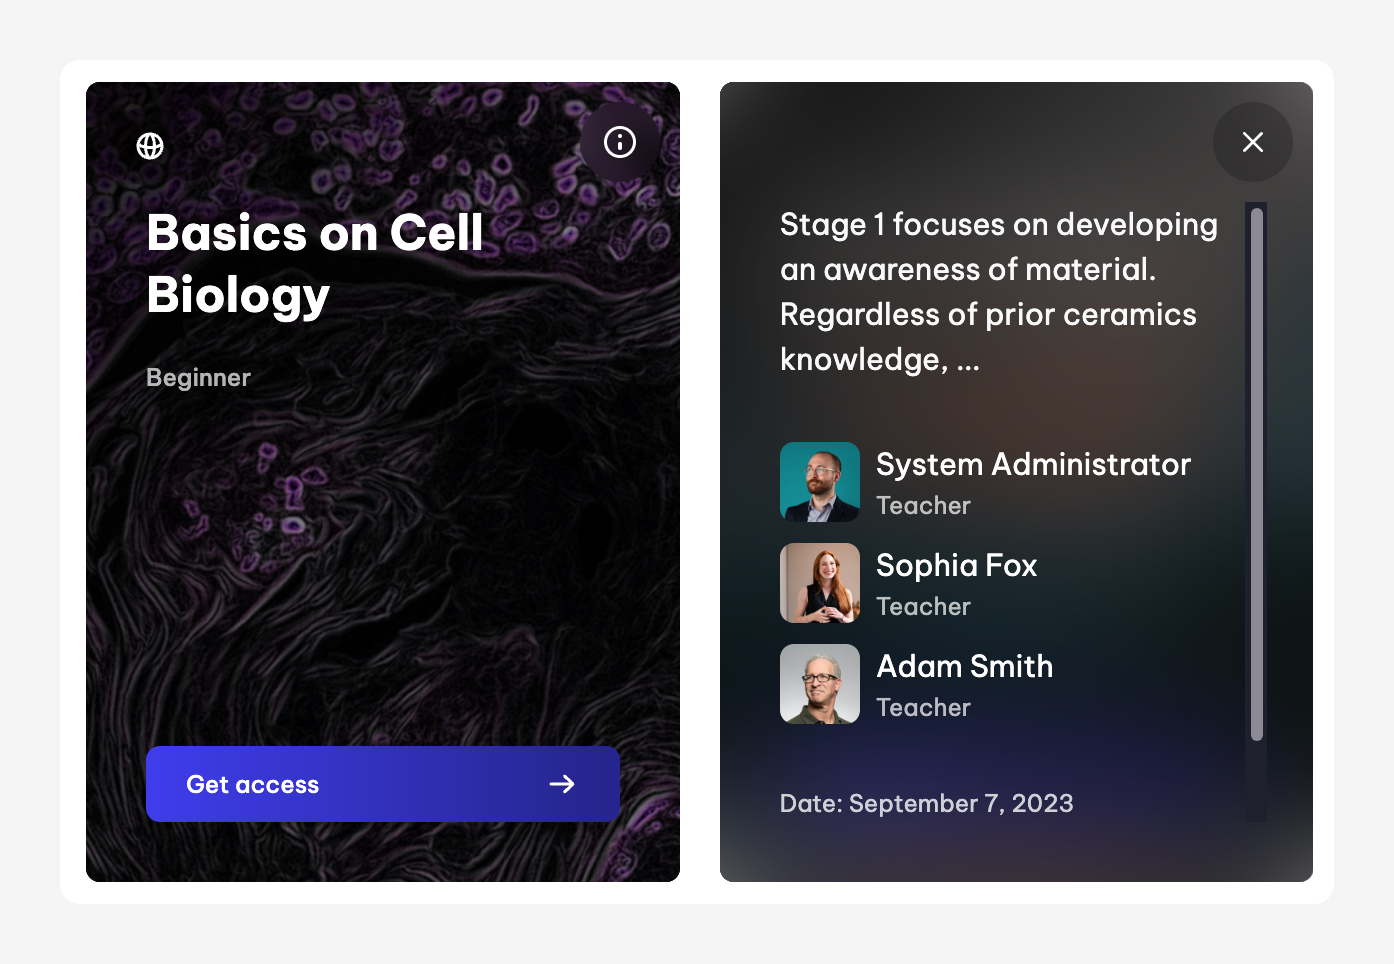 Basics on Cell
Biology
Beginner
Get access
Stage 1 focuses on developing
an awareness of material.
Regardless of prior ceramics
knowledge, ...
System Administrator
Teacher
Sophia Fox
Teacher
Adam Smith
Teacher
Date: September 7, 2023